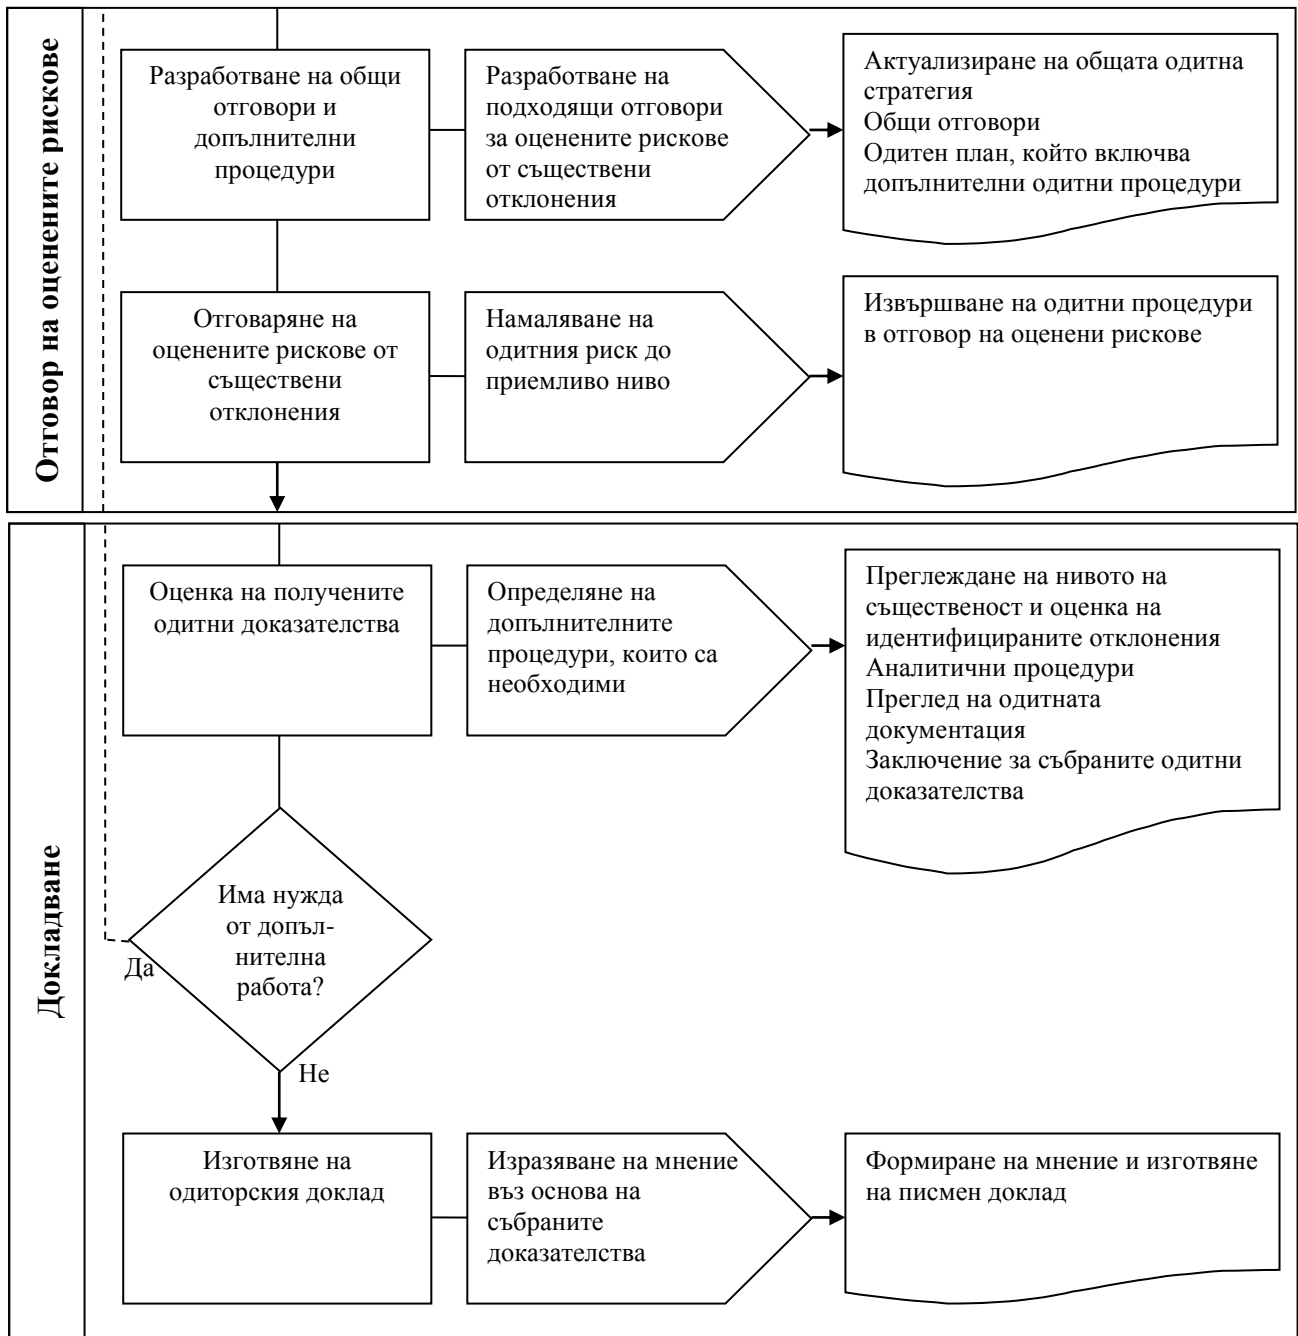 Отговор на оценените рискове
Разработване на общи
отговори и
допълнителни
процедури
Разработване на
подходящи отговори
за оценените рискове
от съществени
отклонения
Актуализиране на общата одитна
стратегия
Общи отговори
Одитен план, който включва
допълнителни одитни процедури
Отговаряне на
оценените рискове от
съществени
отклонения
Намаляване на
одитния риск до
приемливо ниво
Извършване на одитни процедури
в отговор на оценени рискове
Докладване
Оценка на получените
одитни доказателства
Определяне на
допълнителните
процедури, които са
необходими
Преглеждане на нивото на
същественост и оценка на
идентифицираните отклонения
Аналитични процедури
Преглед на одитната
документация
Заключение за събраните одитни
доказателства
Има нужда
от допъл-
нителна
работа?
Да
Не
Изготвяне на
одиторския доклад
Изразяване на мнение
въз основа на
събраните
доказателства
Формиране на мнение и изготвяне
на писмен доклад